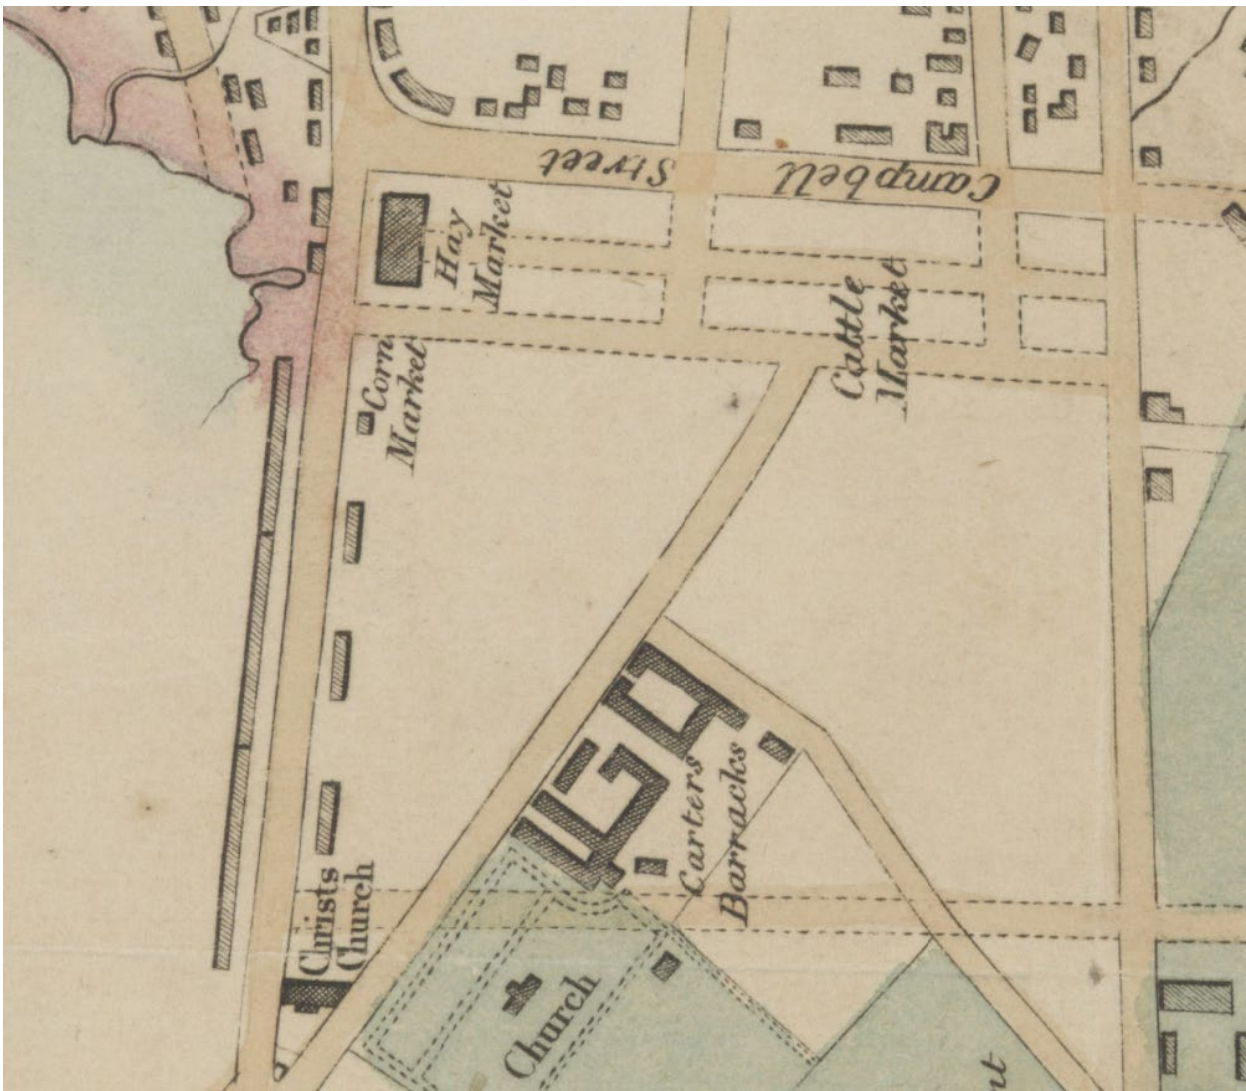 Campbell Street
Hay
Market
Cattle
Market
Corn
Market
Carters
Barracks
Christs
Church
Church